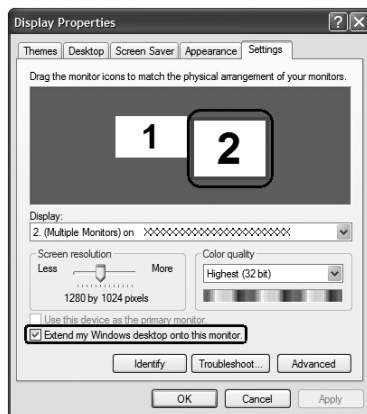 Display Properties
Themes Desktop Screen Saver Appearance Settings
Drag the monitor icons to match the physical arrangement of your monitors.
1 2
Display:
2. (Multiple Monitors) on XXXXXXXXXXXXXXXXXXXXXXX
Screen resolution
Less More
1280 by 1024 pixels
Color quality
Highest (32 bit)
Use this device as the primary monitor.
Extend my Windows desktop onto this monitor.
Identify Troubleshoot... Advanced
OK Cancel Apply